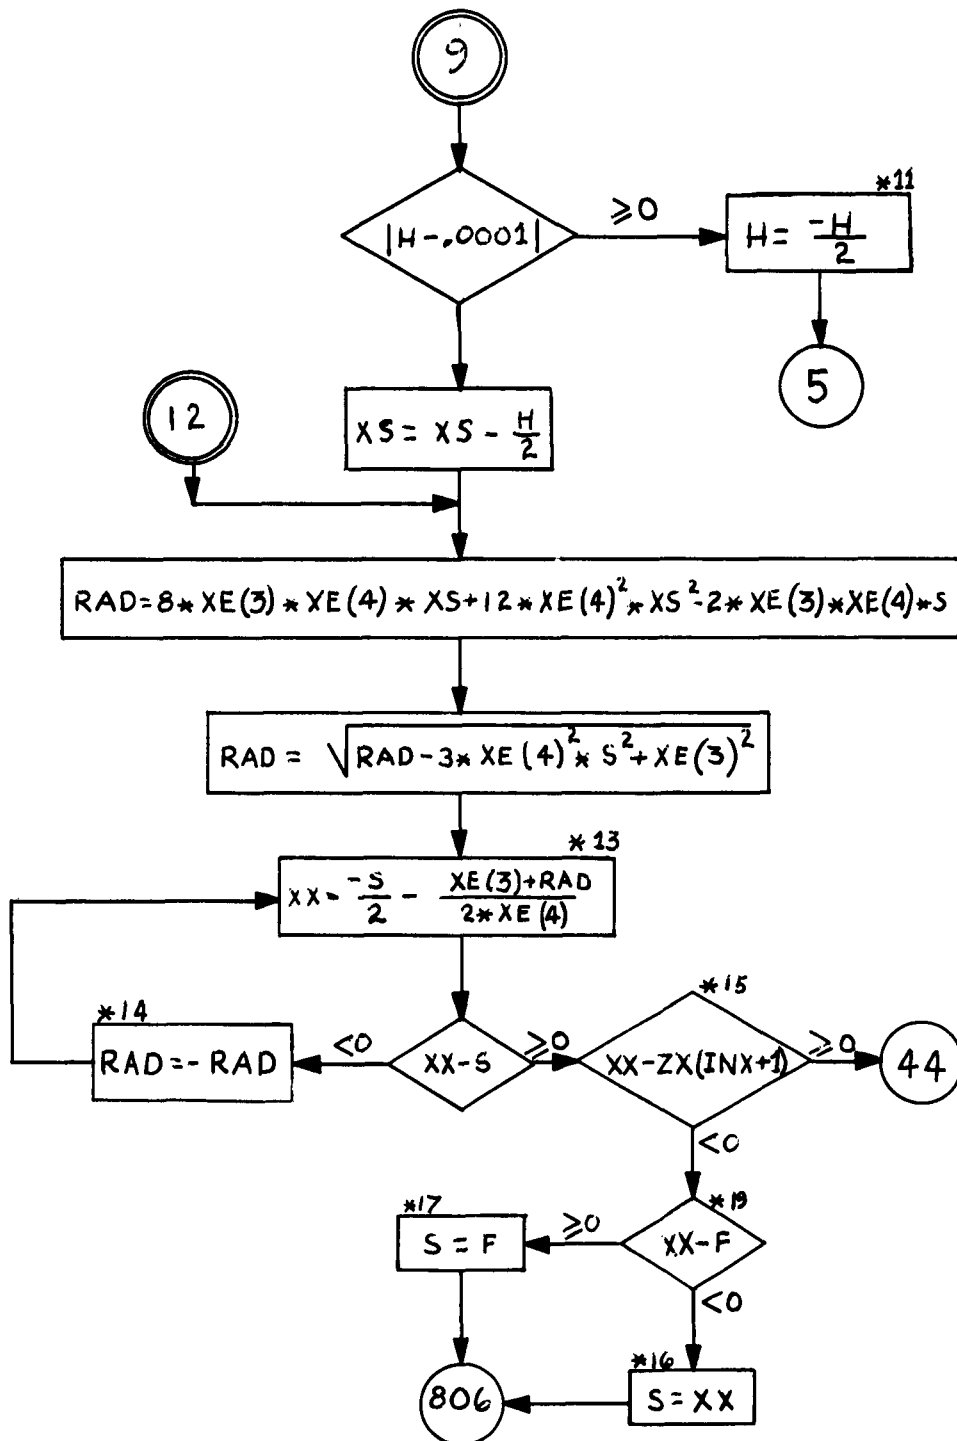 9
|H-.0001|
≥0
*11
H = -H/2
5
12
XS = XS - H/2
RAD=8*XE(3)*XE(4)*XS+12*XE(4)²*XS²-2*XE(3)*XE(4)*S
RAD = √(RAD-3*XE(4)²*S²+XE(3)²)
*13
XX = -S/2 - (XE(3)+RAD)/(2*XE(4))
*14
RAD=-RAD
<0
XX-S
≥0
*15
XX-ZX(INX+1)
≥0
44
<0
*17
S = F
≥0
*19
XX-F
<0
*16
S=XX
806